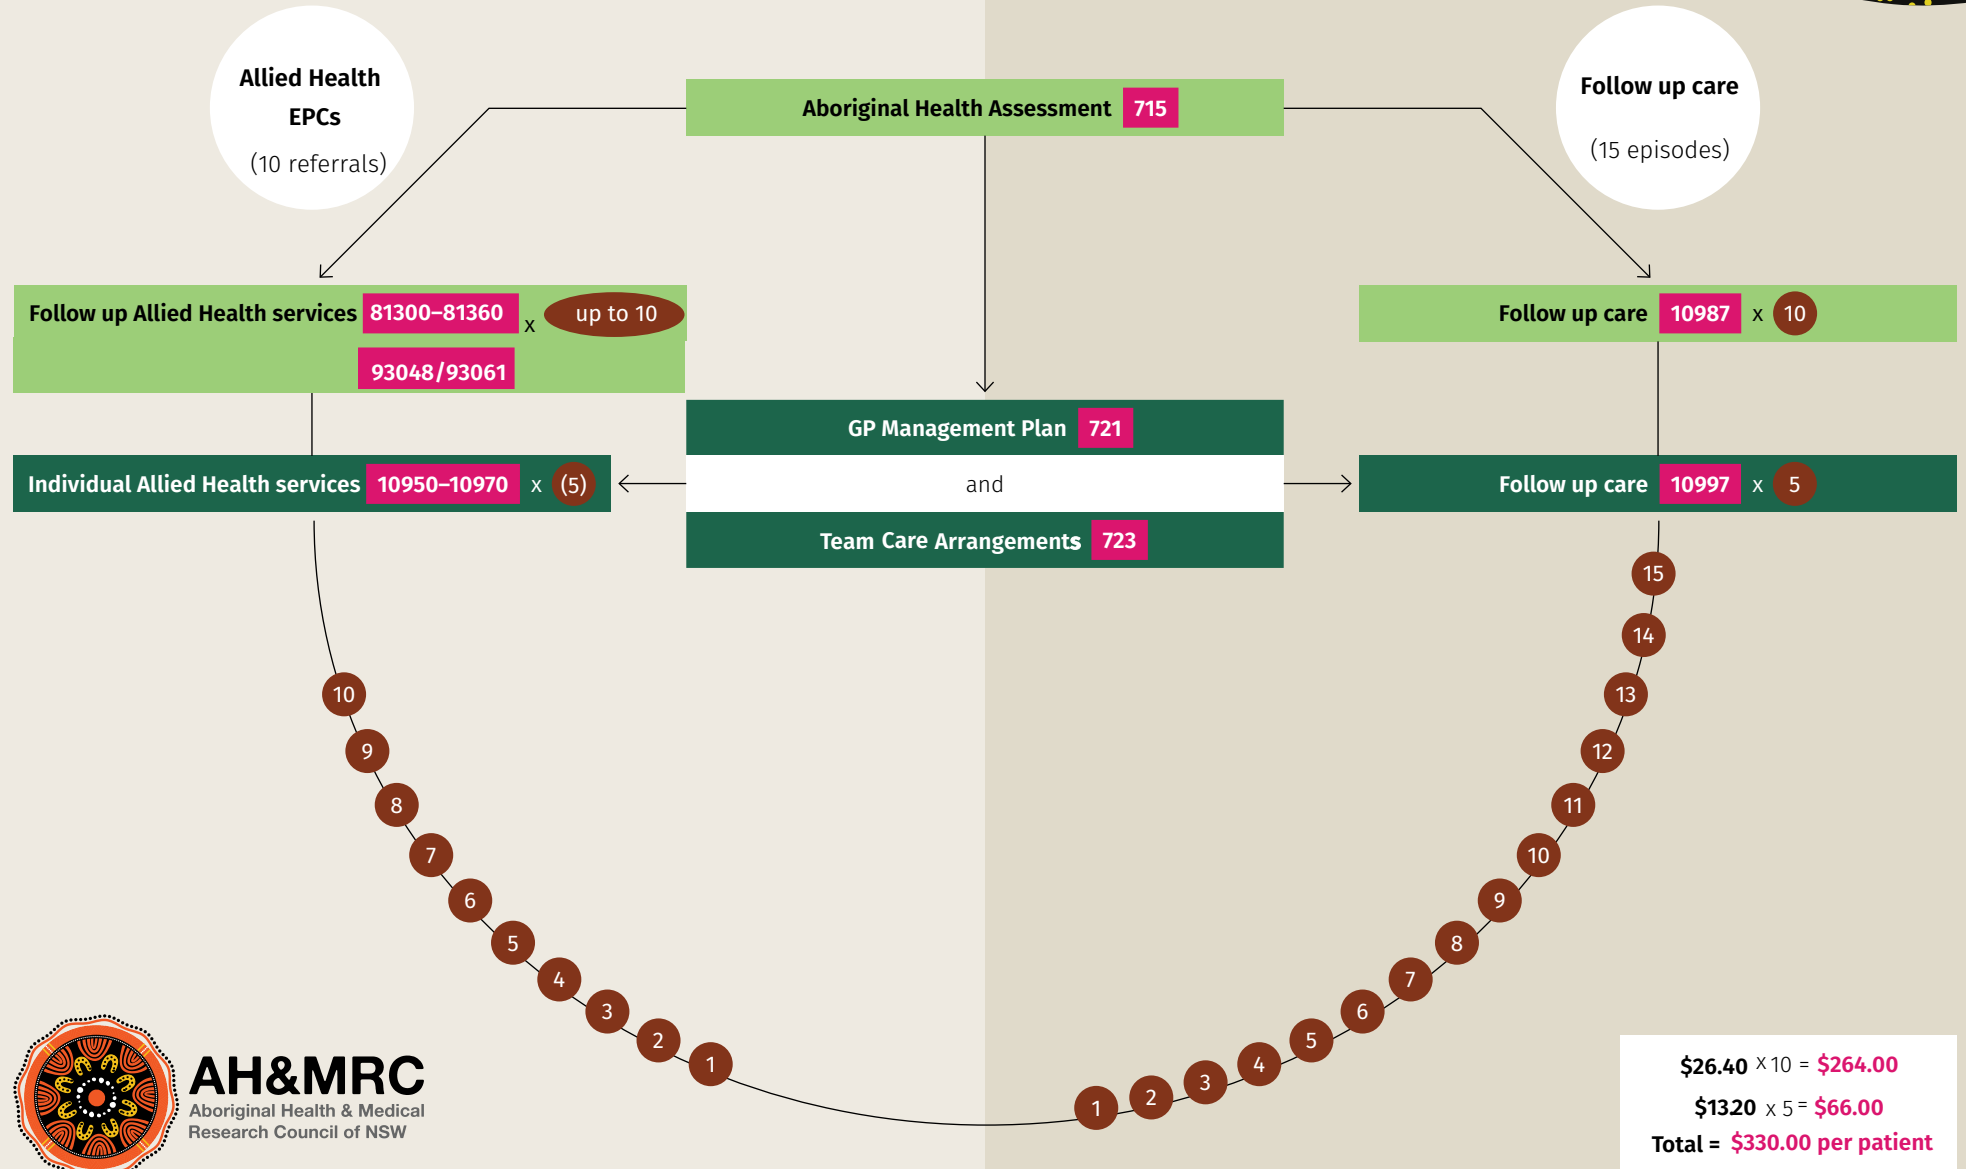 Allied Health
EPCs
(10 referrals)
Aboriginal Health Assessment 715
Follow up care
(15 episodes)
Follow up Allied Health services 81300–81360 x up to 10
93048/93061
Follow up care 10987 x 10
GP Management Plan 721
and
Team Care Arrangements 723
Individual Allied Health services 10950–10970 x (5)
Follow up care 10997 x 5
10
9
8
7
6
5
4
3
2
1
1
2
3
4
5
6
7
8
9
10
11
12
13
14
15
AH&MRC
Aboriginal Health & Medical
Research Council of NSW
$26.40 x 10 = $264.00
$13.20 x 5 = $66.00
Total = $330.00 per patient